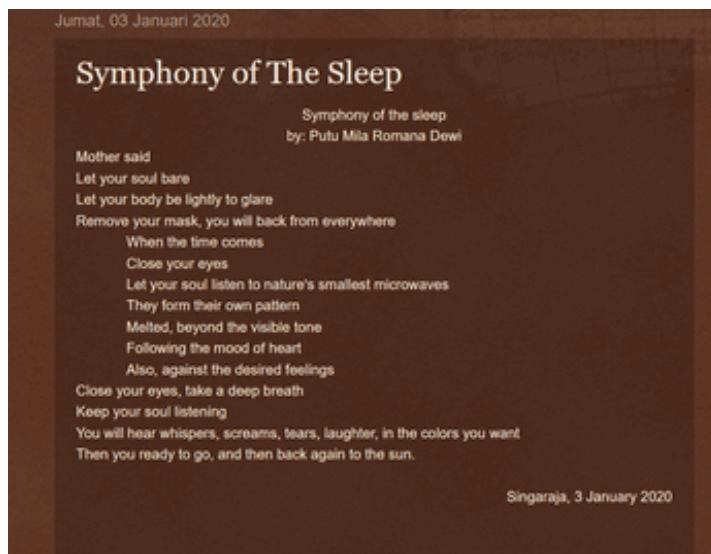 Jumat, 03 Januari 2020
Symphony of The Sleep
Symphony of the sleep
by: Putu Mila Romana Dewi
Mother said
Let your soul bare
Let your body be lightly to glare
Remove your mask, you will back from everywhere
When the time comes
Close your eyes
Let your soul listen to nature's smallest microwaves
They form their own pattern
Melted, beyond the visible tone
Following the mood of heart
Also, against the desired feelings
Close your eyes, take a deep breath
Keep your soul listening
You will hear whispers, screams, tears, laughter, in the colors you want
Then you ready to go, and then back again to the sun.
Singaraja, 3 January 2020